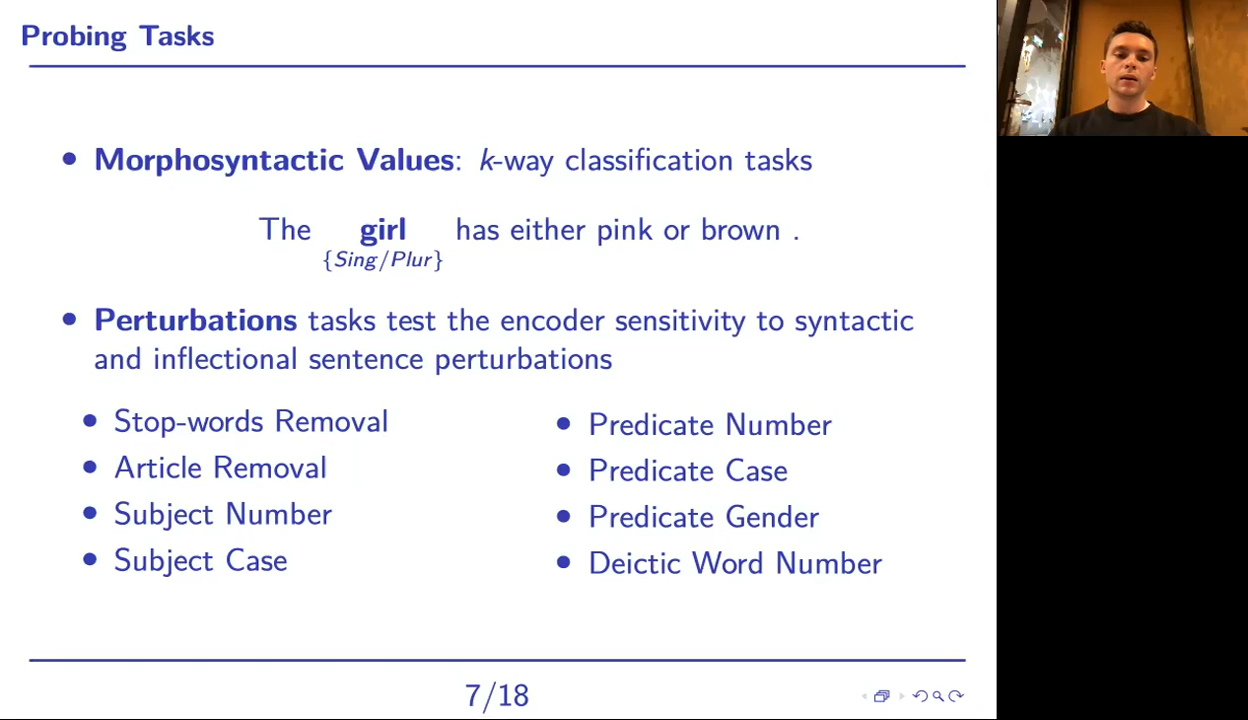 Probing Tasks
• Morphosyntactic Values: k-way classification tasks
The girl has either pink or brown .
{Sing/Plur}
• Perturbations tasks test the encoder sensitivity to syntactic
and inflectional sentence perturbations
• Stop-words Removal
• Article Removal
• Subject Number
• Subject Case
• Predicate Number
• Predicate Case
• Predicate Gender
• Deictic Word Number
7/18